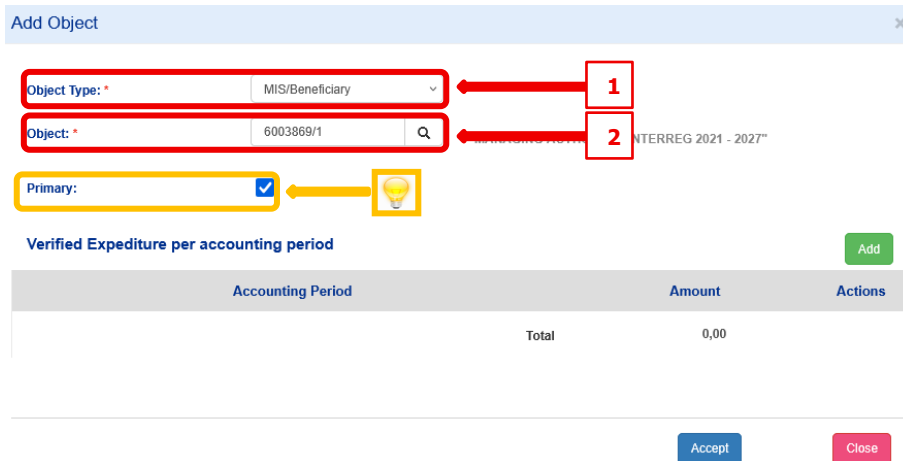 Add Object
×
Object Type: * MIS/Beneficiary 1
Object: * 6003869/1 2 NTERREG 2021 - 2027"
Primary:
Verified Expediture per accounting period Add
Accounting Period Amount Actions
Total 0,00
Accept Close